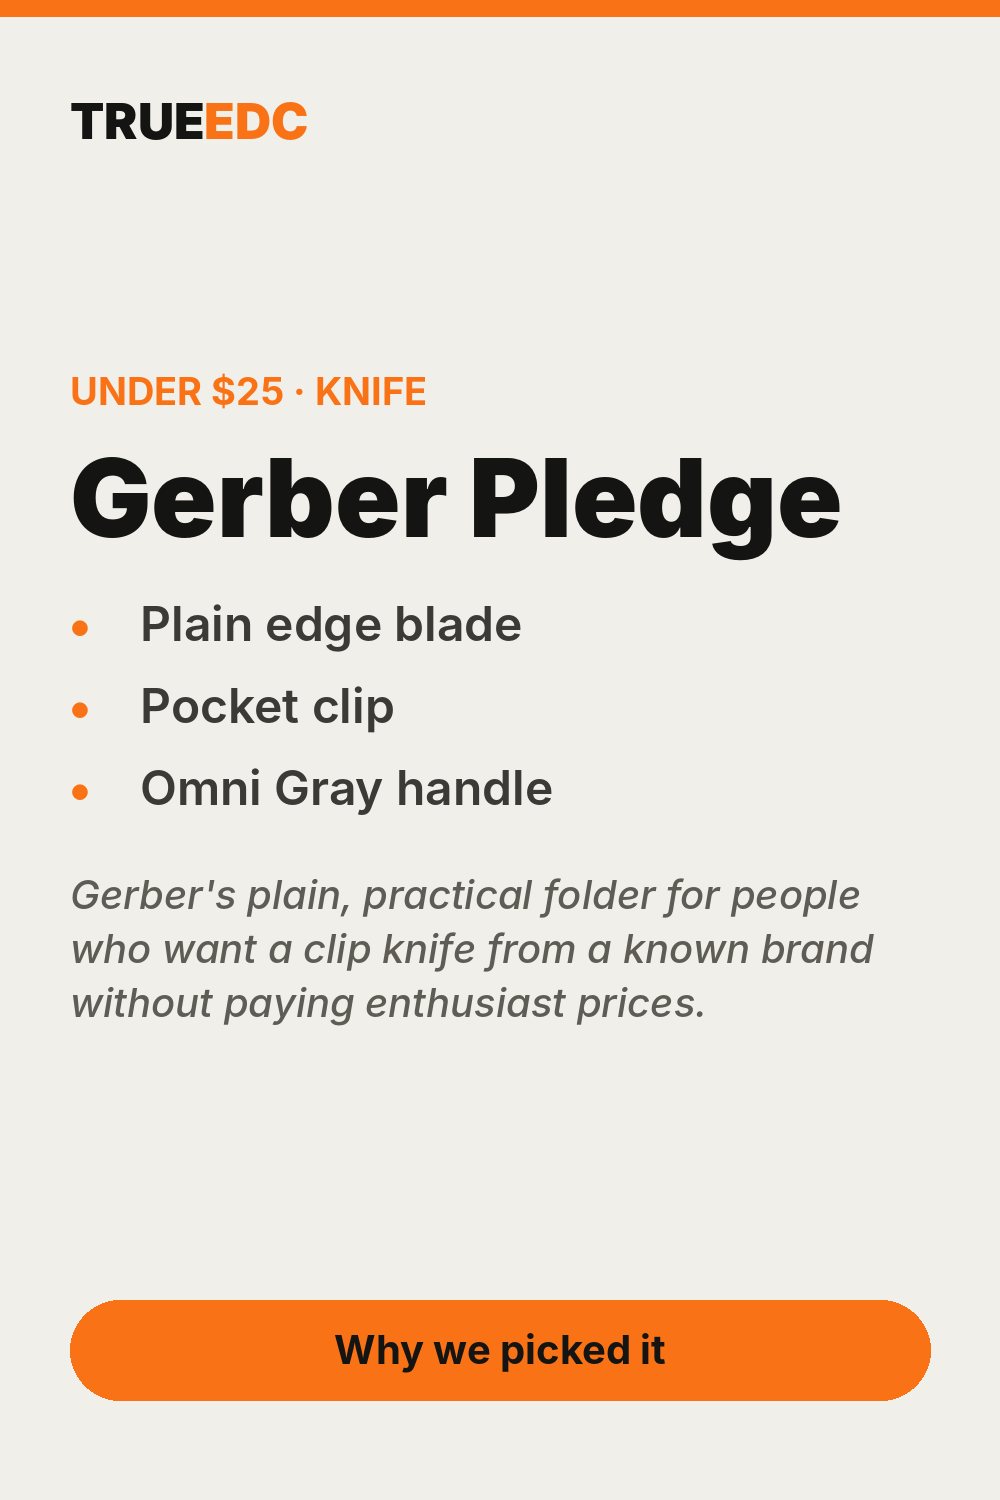 TRUEEDC
UNDER $25 · KNIFE
Gerber Pledge
• Plain edge blade
• Pocket clip
• Omni Gray handle
Gerber's plain, practical folder for people
who want a clip knife from a known brand
without paying enthusiast prices.
Why we picked it